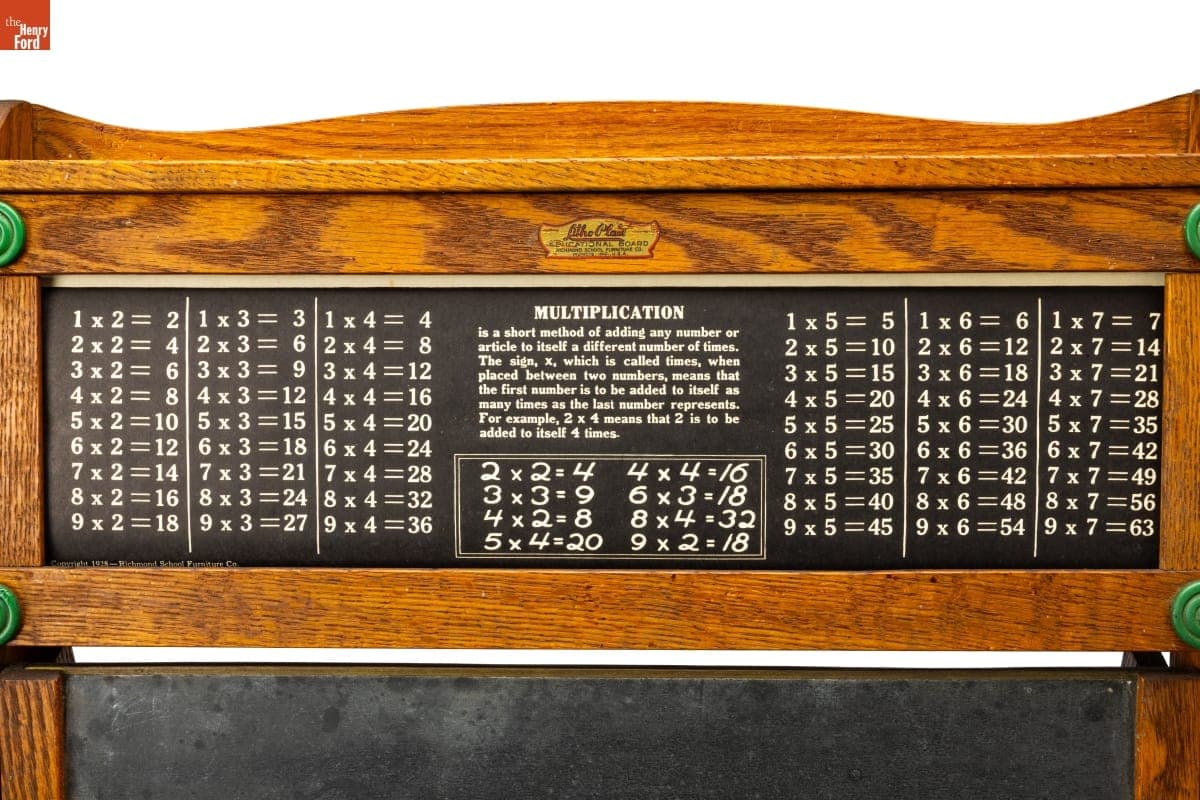 the
Henry
Ford
Litho-Plate
EDUCATIONAL BOARD
RICHMOND SCHOOL FURNITURE CO.
1 x 2 = 2
2 x 2 = 4
3 x 2 = 6
4 x 2 = 8
5 x 2 = 10
6 x 2 = 12
7 x 2 = 14
8 x 2 = 16
9 x 2 = 18
1 x 3 = 3
2 x 3 = 6
3 x 3 = 9
4 x 3 = 12
5 x 3 = 15
6 x 3 = 18
7 x 3 = 21
8 x 3 = 24
9 x 3 = 27
1 x 4 = 4
2 x 4 = 8
3 x 4 = 12
4 x 4 = 16
5 x 4 = 20
6 x 4 = 24
7 x 4 = 28
8 x 4 = 32
9 x 4 = 36
MULTIPLICATION
is a short method of adding any number or
article to itself a different number of times.
The sign, x, which is called times, when
placed between two numbers, means that
the first number is to be added to itself as
many times as the last number represents.
For example, 2 x 4 means that 2 is to be
added to itself 4 times.
2 x 2 = 4 4 x 4 = 16
3 x 3 = 9 6 x 3 = 18
4 x 2 = 8 8 x 4 = 32
5 x 4 = 20 9 x 2 = 18
1 x 5 = 5
2 x 5 = 10
3 x 5 = 15
4 x 5 = 20
5 x 5 = 25
6 x 5 = 30
7 x 5 = 35
8 x 5 = 40
9 x 5 = 45
1 x 6 = 6
2 x 6 = 12
3 x 6 = 18
4 x 6 = 24
5 x 6 = 30
6 x 6 = 36
7 x 6 = 42
8 x 6 = 48
9 x 6 = 54
1 x 7 = 7
2 x 7 = 14
3 x 7 = 21
4 x 7 = 28
5 x 7 = 35
6 x 7 = 42
7 x 7 = 49
8 x 7 = 56
9 x 7 = 63
Copyright 1928—Richmond School Furniture Co.